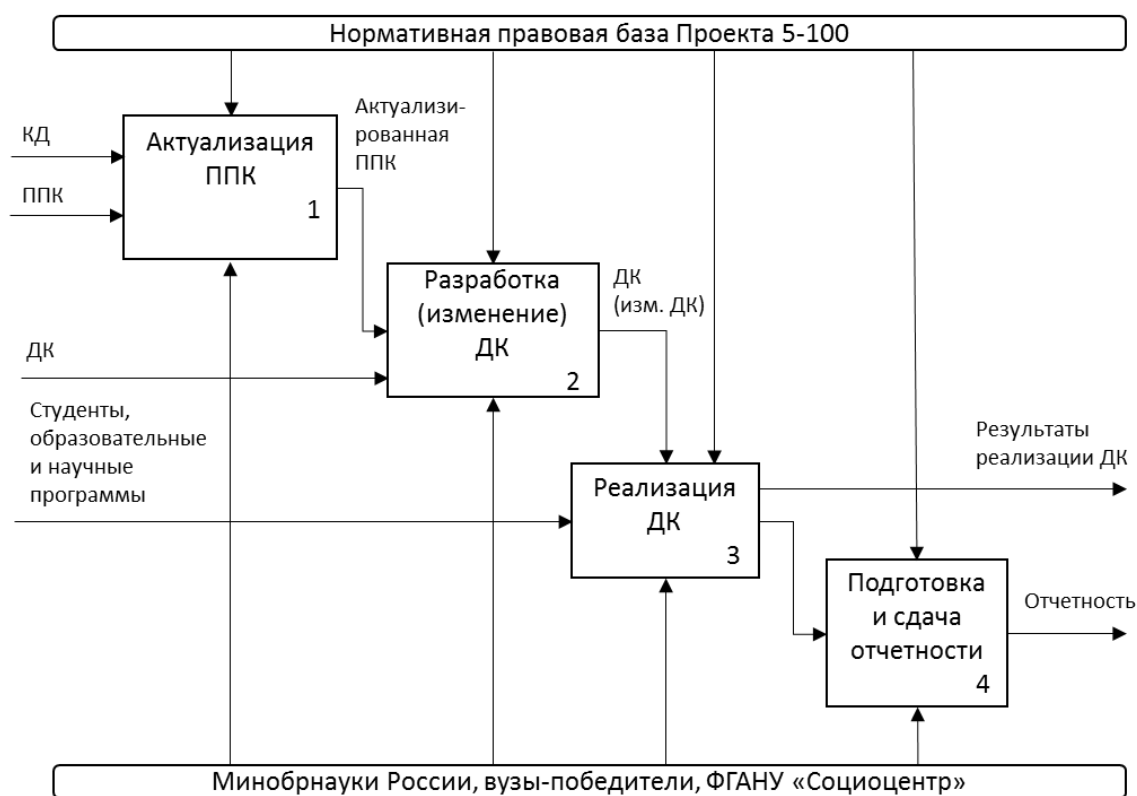 Нормативная правовая база Проекта 5-100
КД
ППК
Актуализация
ППК
1
Актуализи-
рованная
ППК
Разработка
(изменение)
ДК
2
ДК
(изм. ДК)
ДК
Студенты,
образовательные
и научные
программы
Реализация
ДК
3
Результаты
реализации ДК
Подготовка
и сдача
отчетности
4
Отчетность
Минобрнауки России, вузы-победители, ФГАНУ «Социоцентр»